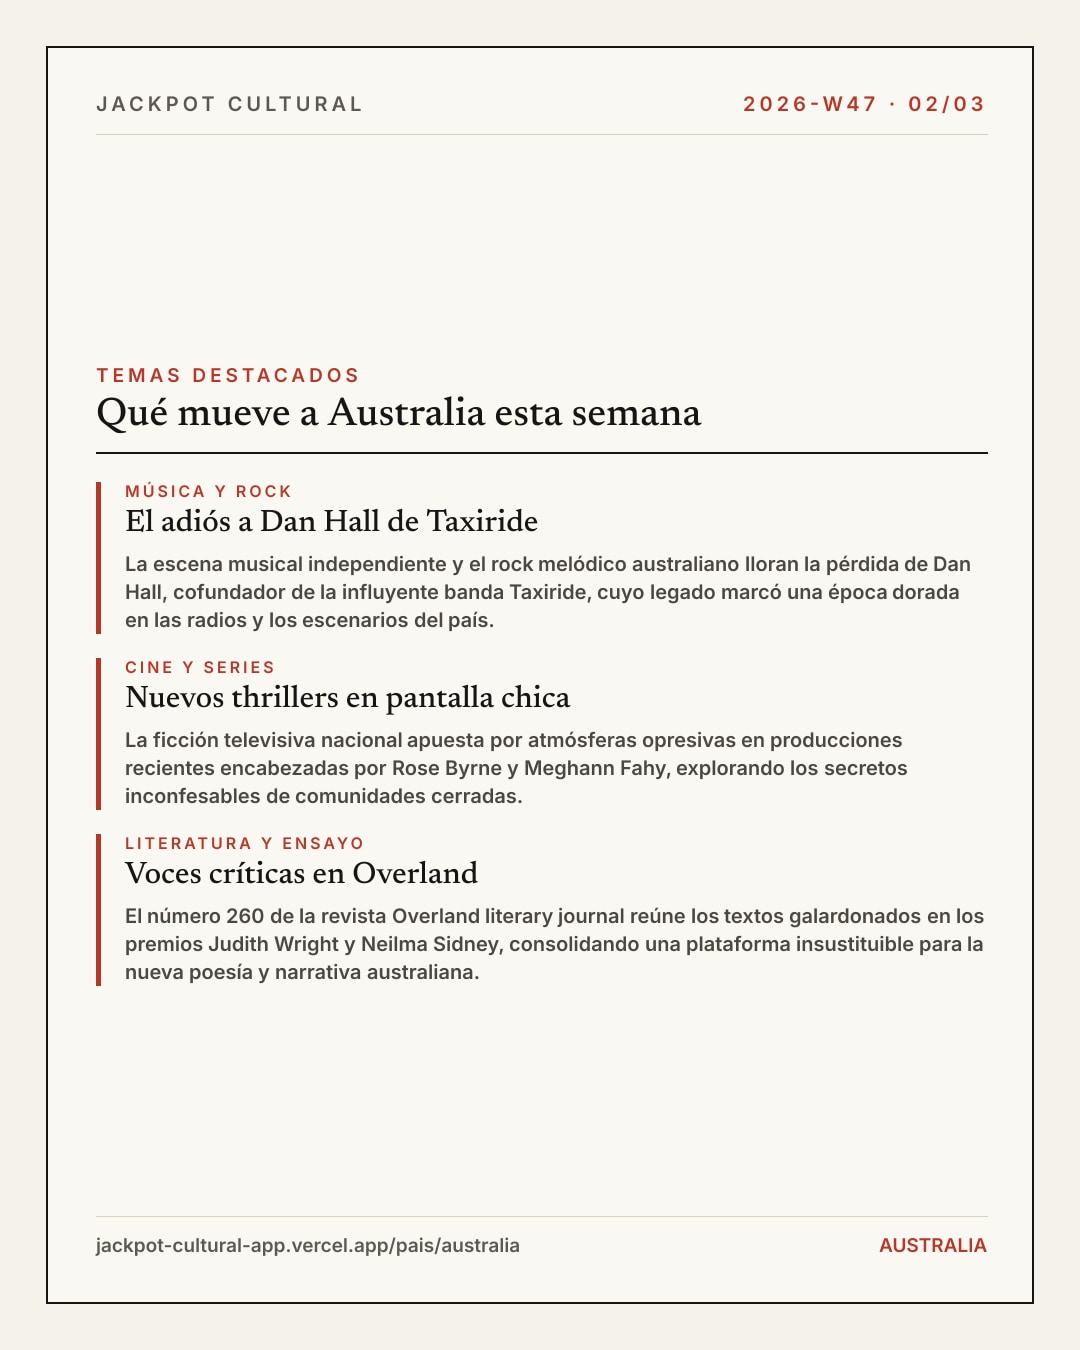 JACKPOT CULTURAL
2026-W47 · 02/03
TEMAS DESTACADOS
Qué mueve a Australia esta semana
MÚSICA Y ROCK
El adiós a Dan Hall de Taxiride
La escena musical independiente y el rock melódico australiano lloran la pérdida de Dan
Hall, cofundador de la influyente banda Taxiride, cuyo legado marcó una época dorada
en las radios y los escenarios del país.
CINE Y SERIES
Nuevos thrillers en pantalla chica
La ficción televisiva nacional apuesta por atmósferas opresivas en producciones
recientes encabezadas por Rose Byrne y Meghann Fahy, explorando los secretos
inconfesables de comunidades cerradas.
LITERATURA Y ENSAYO
Voces críticas en Overland
El número 260 de la revista Overland literary journal reúne los textos galardonados en los
premios Judith Wright y Neilma Sidney, consolidando una plataforma insustituible para la
nueva poesía y narrativa australiana.
jackpot-cultural-app.vercel.app/pais/australia
AUSTRALIA